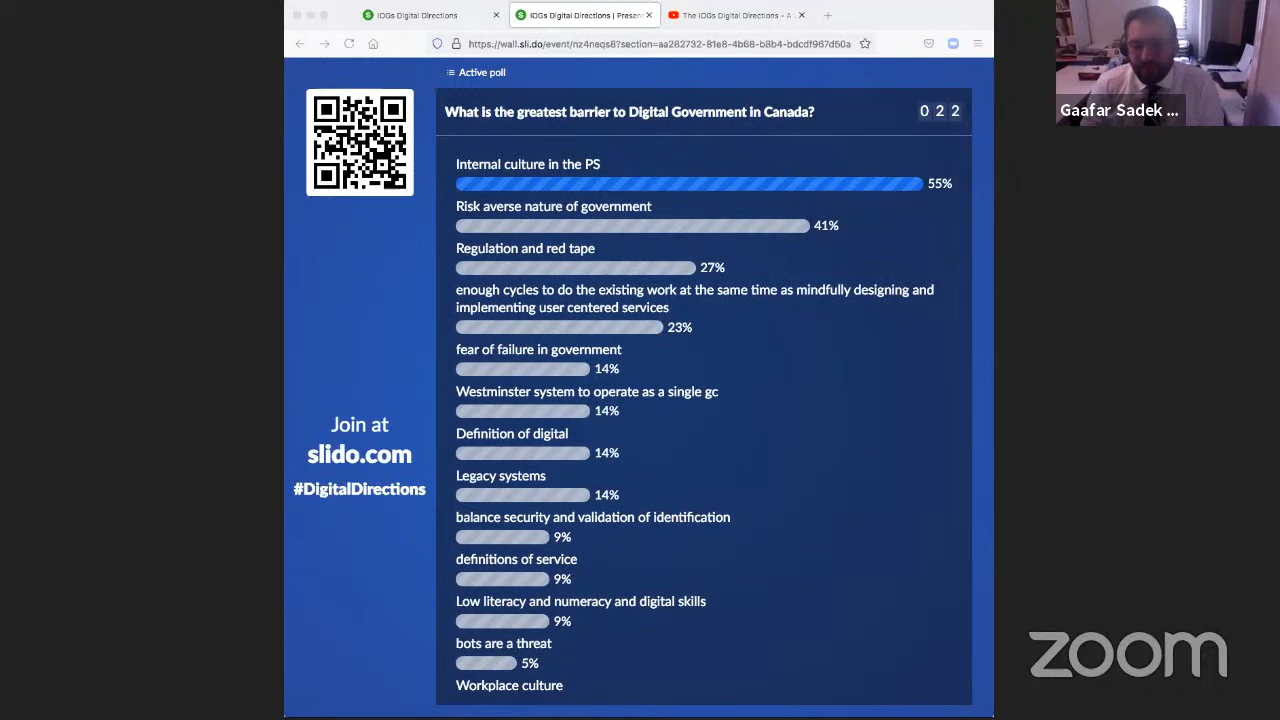 IOGs Digital Directions
IOGs Digital Directions | Presen
The IOGs Digital Directions - A
https://wall.sli.do/event/nz4neqs8?section=aa282732-81e8-4b68-b8b4-bdcdf967d50a
Active poll
What is the greatest barrier to Digital Government in Canada?
022
Internal culture in the PS
55%
Risk averse nature of government
41%
Regulation and red tape
27%
enough cycles to do the existing work at the same time as mindfully designing and
implementing user centered services
23%
fear of failure in government
14%
Westminster system to operate as a single gc
14%
Definition of digital
14%
Legacy systems
14%
balance security and validation of identification
9%
definitions of service
9%
Low literacy and numeracy and digital skills
9%
bots are a threat
5%
Workplace culture
Join at
slido.com
#DigitalDirections
Gaafar Sadek ...
zoom